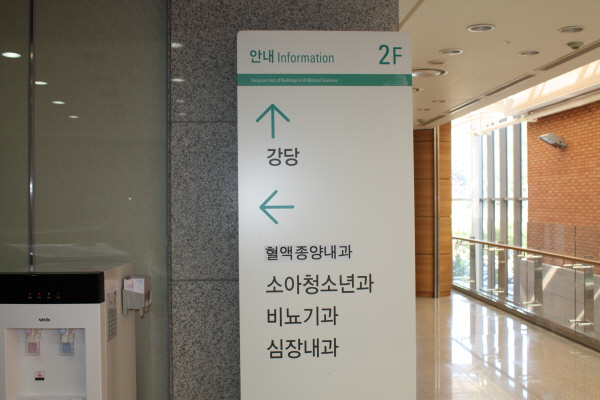 안내 Information 2F
↑
강당
←
혈액종양내과
소아청소년과
비뇨기과
심장내과